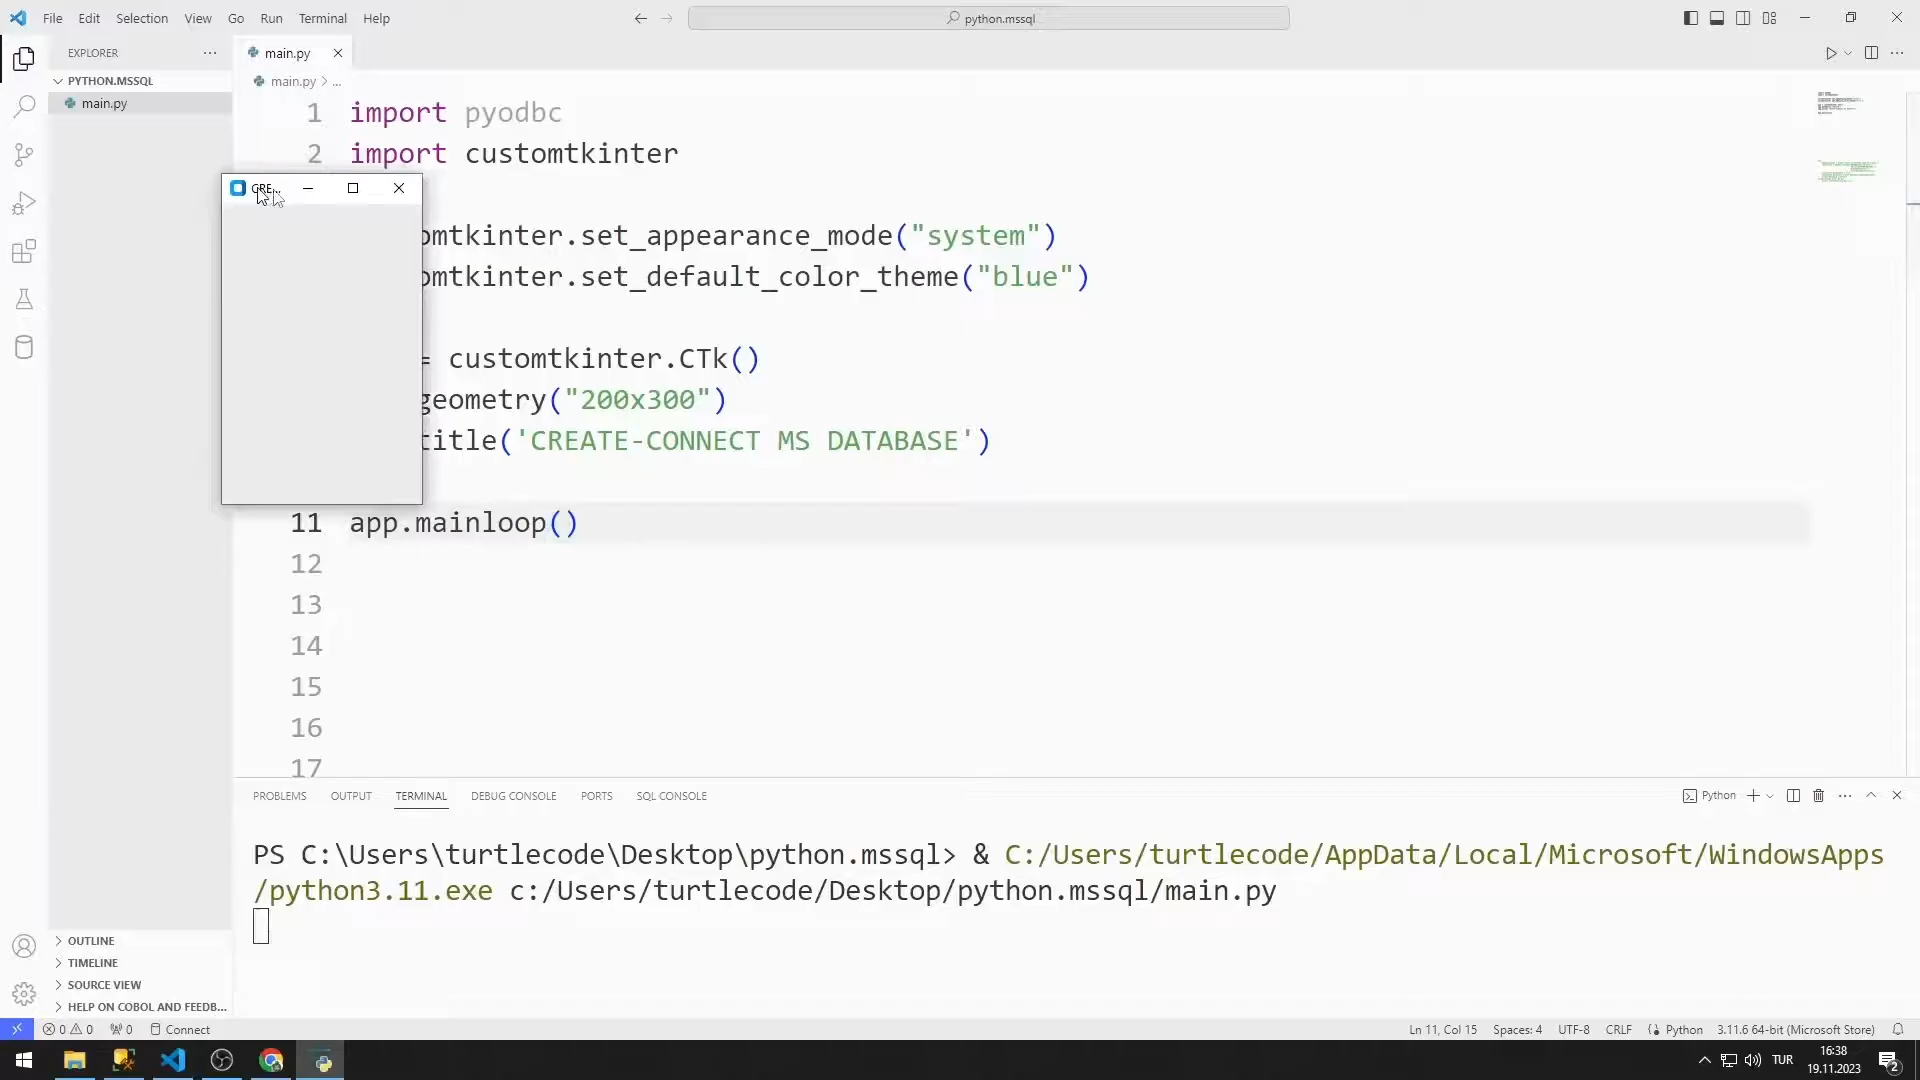 File Edit Selection View Go Run Terminal Help
python.mssql
EXPLORER
main.py
PYTHON.MSSQL
main.py
main.py > ...
1 import pyodbc
2 import customtkinter
CRE...
omtkinter.set_appearance_mode("system")
omtkinter.set_default_color_theme("blue")
= customtkinter.CTk()
geometry("200x300")
title('CREATE-CONNECT MS DATABASE')
11 app.mainloop()
12
13
14
15
16
17
PROBLEMS OUTPUT TERMINAL DEBUG CONSOLE PORTS SQL CONSOLE
Python
PS C:\Users\turtlecode\Desktop\python.mssql> & C:/Users/turtlecode/AppData/Local/Microsoft/WindowsApps
/python3.11.exe c:/Users/turtlecode/Desktop/python.mssql/main.py
OUTLINE
TIMELINE
SOURCE VIEW
HELP ON COBOL AND FEEDB...
0 0 0 Connect
Ln 11, Col 15 Spaces: 4 UTF-8 CRLF Python 3.11.6 64-bit (Microsoft Store)
TUR
16:38
19.11.2023
2